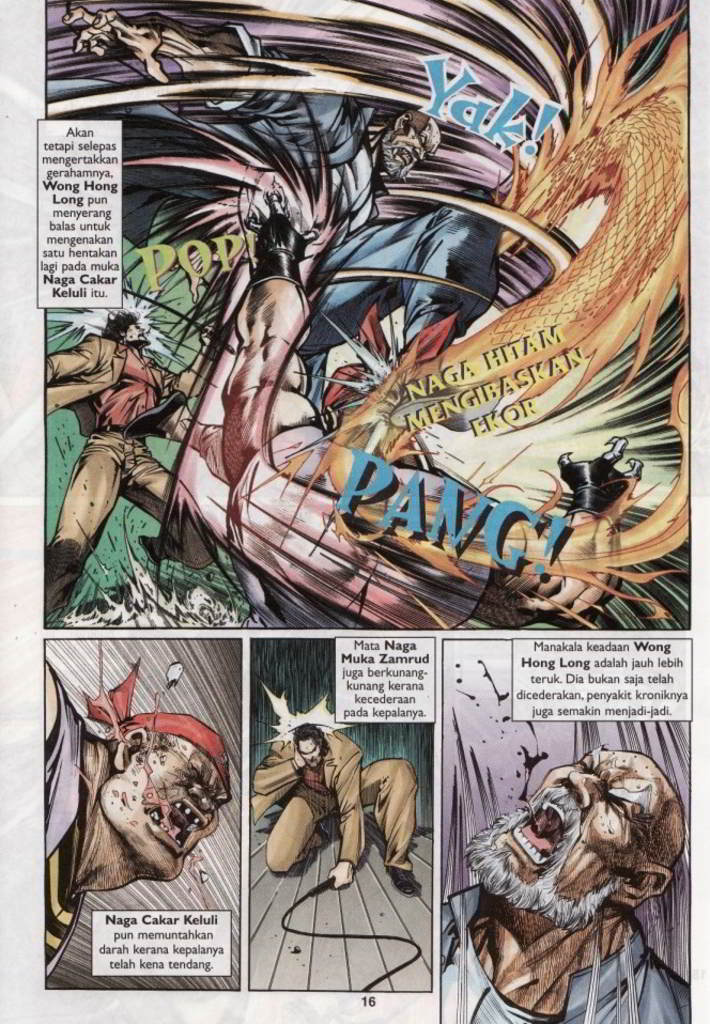 Yak!
Akan
tetapi selepas
mengertakkan
gerahamnya,
Wong Hong
Long pun
menyerang
balas untuk
mengenakan
satu hentakan
lagi pada muka
Naga Cakar
Keluli itu.
POP!
NAGA HITAM
MENGIBASKAN
EKOR
PANG!
Naga Cakar Keluli
pun memuntahkan
darah kerana kepalanya
telah kena tendang.
Mata Naga
Muka Zamrud
juga berkunang-
kunang kerana
kecederaan
pada kepalanya.
Manakala keadaan Wong
Hong Long adalah jauh lebih
teruk. Dia bukan saja telah
dicederakan, penyakit kroniknya
juga semakin menjadi-jadi.
16